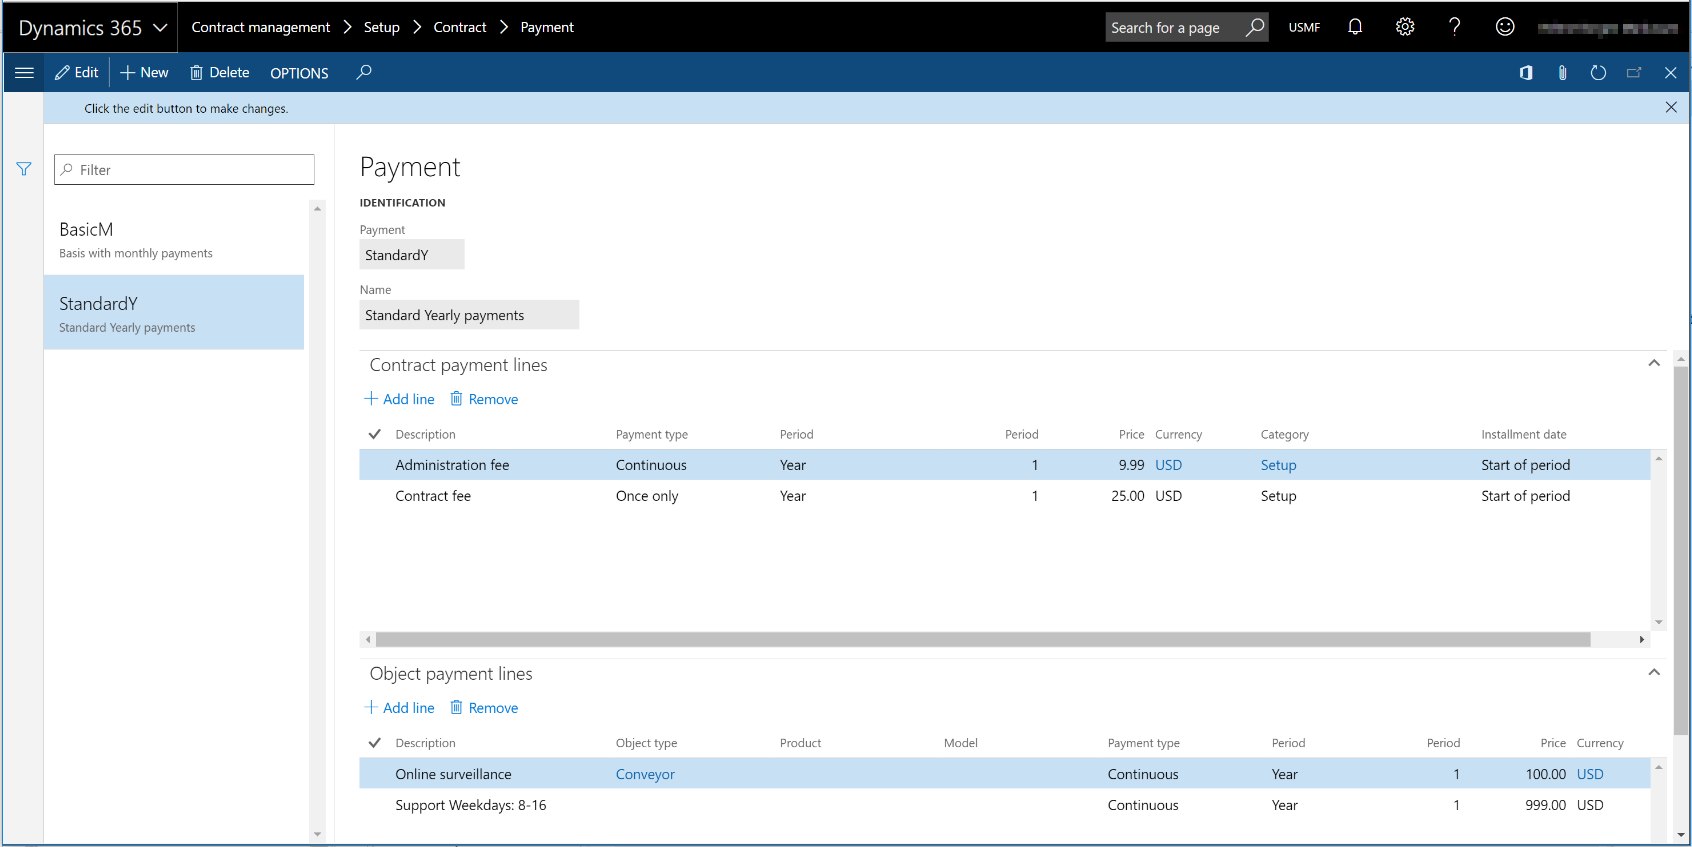 Dynamics 365 Contract management > Setup > Contract > Payment Search for a page USMF
Edit New Delete OPTIONS
Click the edit button to make changes.
Filter
BasicM
Basis with monthly payments
StandardY
Standard Yearly payments
Payment
IDENTIFICATION
Payment
StandardY
Name
Standard Yearly payments
Contract payment lines
Add line Remove
Description Payment type Period Period Price Currency Category Installment date
Administration fee Continuous Year 1 9.99 USD Setup Start of period
Contract fee Once only Year 1 25.00 USD Setup Start of period
Object payment lines
Add line Remove
Description Object type Product Model Payment type Period Period Price Currency
Online surveillance Conveyor Continuous Year 1 100.00 USD
Support Weekdays: 8-16 Continuous Year 1 999.00 USD